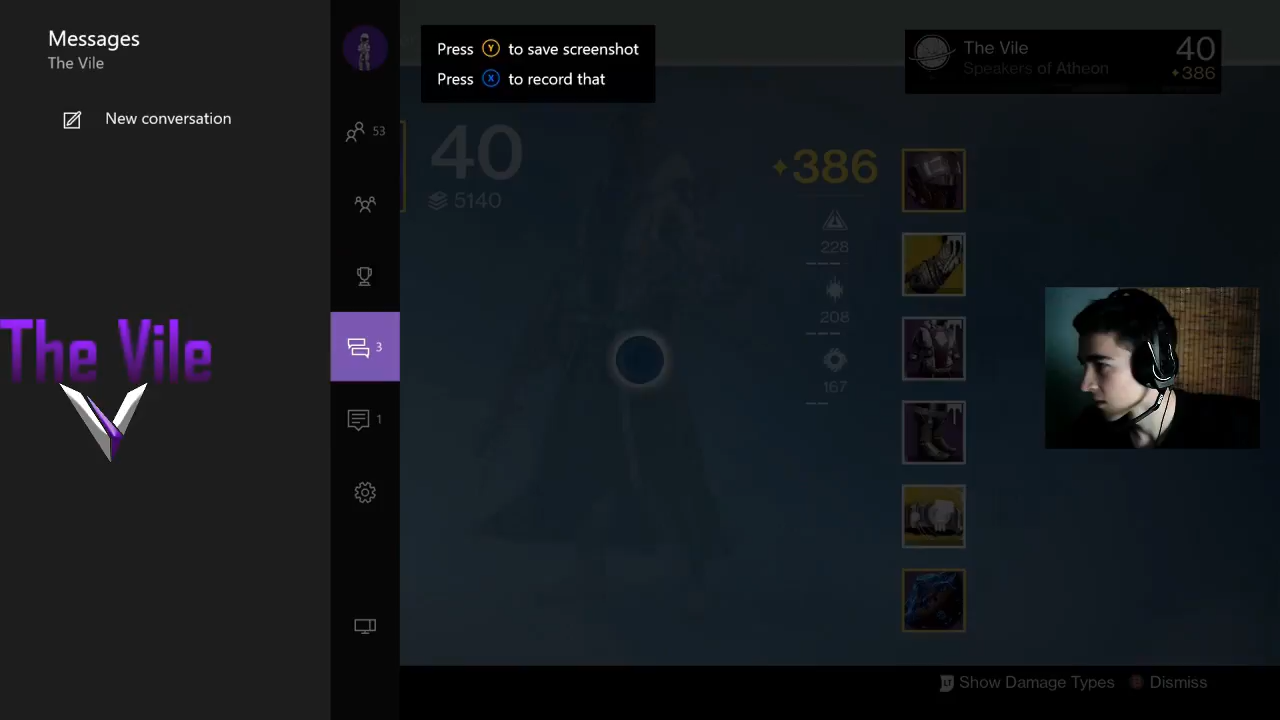 Messages
The Vile
New conversation
The Vile
53
3
1
Press Y to save screenshot
Press X to record that
40
5140
386
228
208
167
The Vile
Speakers of Atheon
40
386
LT Show Damage Types
B Dismiss